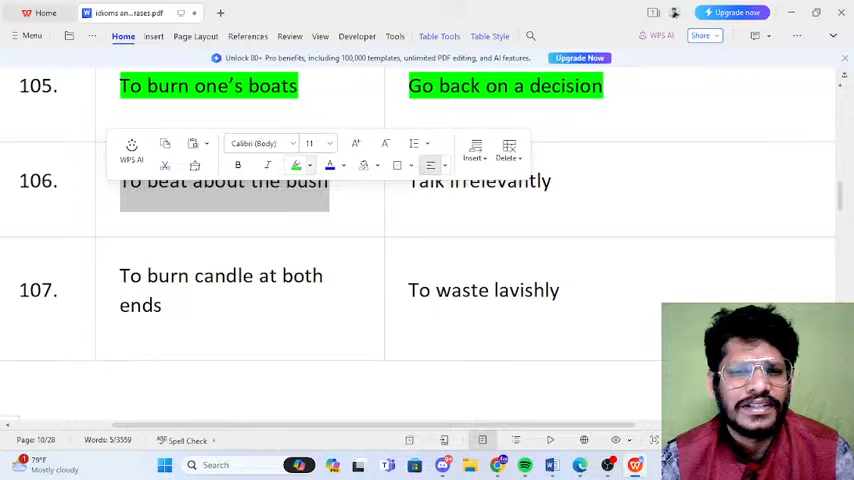 Home
idioms an...rases.pdf
Upgrade now
Menu
Home Insert Page Layout References Review View Developer Tools Table Tools Table Style
WPS AI
Share
Unlock 80+ Pro benefits, including 100,000 templates, unlimited PDF editing, and AI features.
Upgrade Now
105. To burn one's boats Go back on a decision
WPS AI
Calibri (Body) 11
Insert Delete
106. To beat about the bush Talk irrelevantly
107. To burn candle at both
ends
To waste lavishly
Page: 10/28 Words: 5/3559 Spell Check
79°F
Mostly cloudy
Search